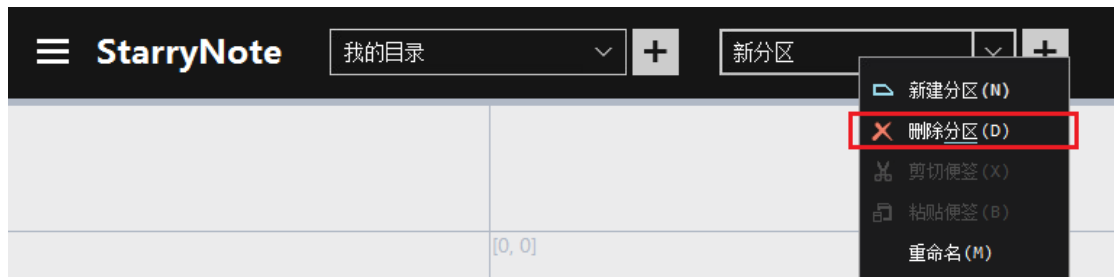 StarryNote 我的目录 + 新分区 +
新建分区(N)
删除分区(D)
剪切便签(X)
粘贴便签(B)
[0, 0]
重命名(M)